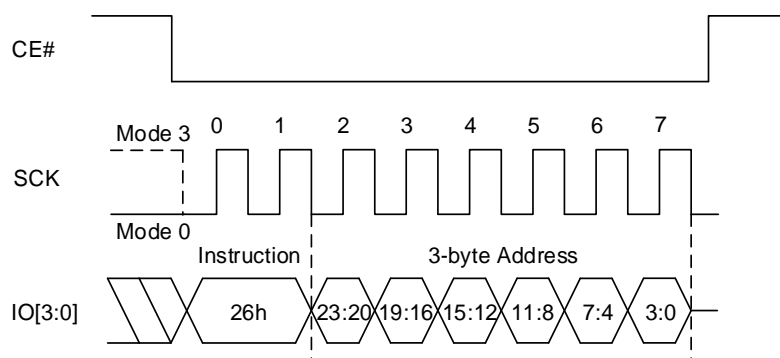 CE#
Mode 3 0 1 2 3 4 5 6 7
SCK
Mode 0
Instruction 3-byte Address
IO[3:0] 26h 23:20 19:16 15:12 11:8 7:4 3:0